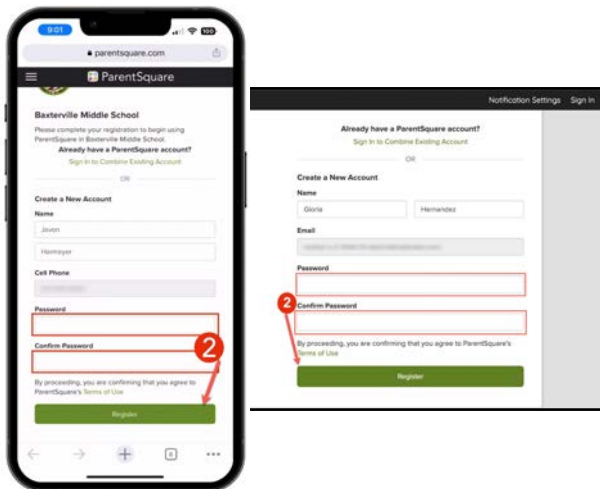 9:01
parentsquare.com
ParentSquare
Baxterville Middle School
Please complete your registration to begin using
ParentSquare in Baxterville Middle School.
Already have a ParentSquare account?
Sign In to Combine Existing Account
OR
Create a New Account
Name
Javon
Cell Phone
Password
Confirm Password
2
By proceeding, you are confirming that you agree to
ParentSquare's Terms of Use
Register
Notification Settings Sign In
Already have a ParentSquare account?
Sign In to Combine Existing Account
OR
Create a New Account
Name
Gloria Hernandez
Email
Password
2
Confirm Password
By proceeding, you are confirming that you agree to ParentSquare's
Terms of Use
Register